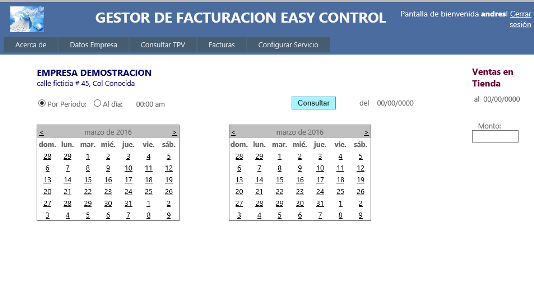 GESTOR DE FACTURACION EASY CONTROL
Pantalla de bienvenida andres! Cerrar
sesión
Acerca de Datos Empresa Consultar TPV Facturas Configurar Servicio
EMPRESA DEMOSTRACION
calle ficticia # 45, Col Conocida
Ventas en
Tienda
Por Periodo: Al dia: 00:00 am Consultar del 00/00/0000 al 00/00/0000
Monto:
< marzo de 2016 >
dom. lun. mar. mié. jue. vie. sáb.
28 29 1 2 3 4 5
6 7 8 9 10 11 12
13 14 15 16 17 18 19
20 21 22 23 24 25 26
27 28 29 30 31 1 2
3 4 5 6 7 8 9
< marzo de 2016 >
dom. lun. mar. mié. jue. vie. sáb.
28 29 1 2 3 4 5
6 7 8 9 10 11 12
13 14 15 16 17 18 19
20 21 22 23 24 25 26
27 28 29 30 31 1 2
3 4 5 6 7 8 9